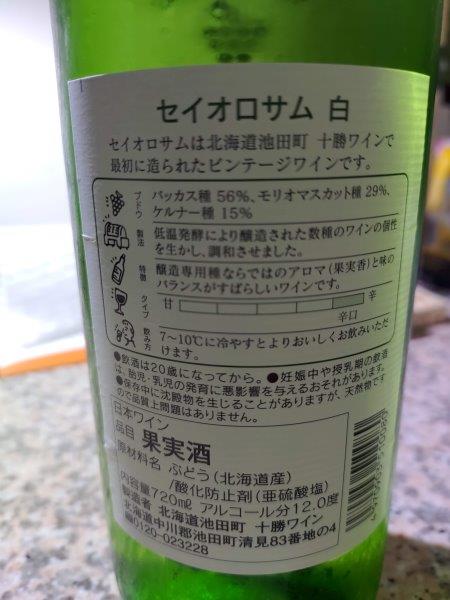 セイオロサム 白
セイオロサムは北海道池田町 十勝ワインで
最初に造られたビンテージワインです。
ブドウ
バッカス種 56%、モリオマスカット種 29%、
ケルナー種 15%
製法
低温発酵により醸造された数種のワインの個性
を生かし、調和させました。
特徴
醸造専用種ならではのアロマ(果実香)と味の
バランスがすばらしいワインです。
タイプ
甘 辛
辛口
飲み方
7~10℃に冷やすとよりおいしくお飲みいただ
けます。
●飲酒は20歳になってから。●妊娠中や授乳期の飲酒
は、胎児・乳児の発育に悪影響を与えるおそれがあります。
●保存中に沈殿物を生じることがありますが、天然物です
ので品質上問題はありません。
日本ワイン
品目 果実酒
原材料名 ぶどう(北海道産)
/酸化防止剤(亜硫酸塩)
内容量720mℓ アルコール分12.0度
製造者 北海道池田町 十勝ワイン
北海道中川郡池田町清見83番地の4
0120-023228